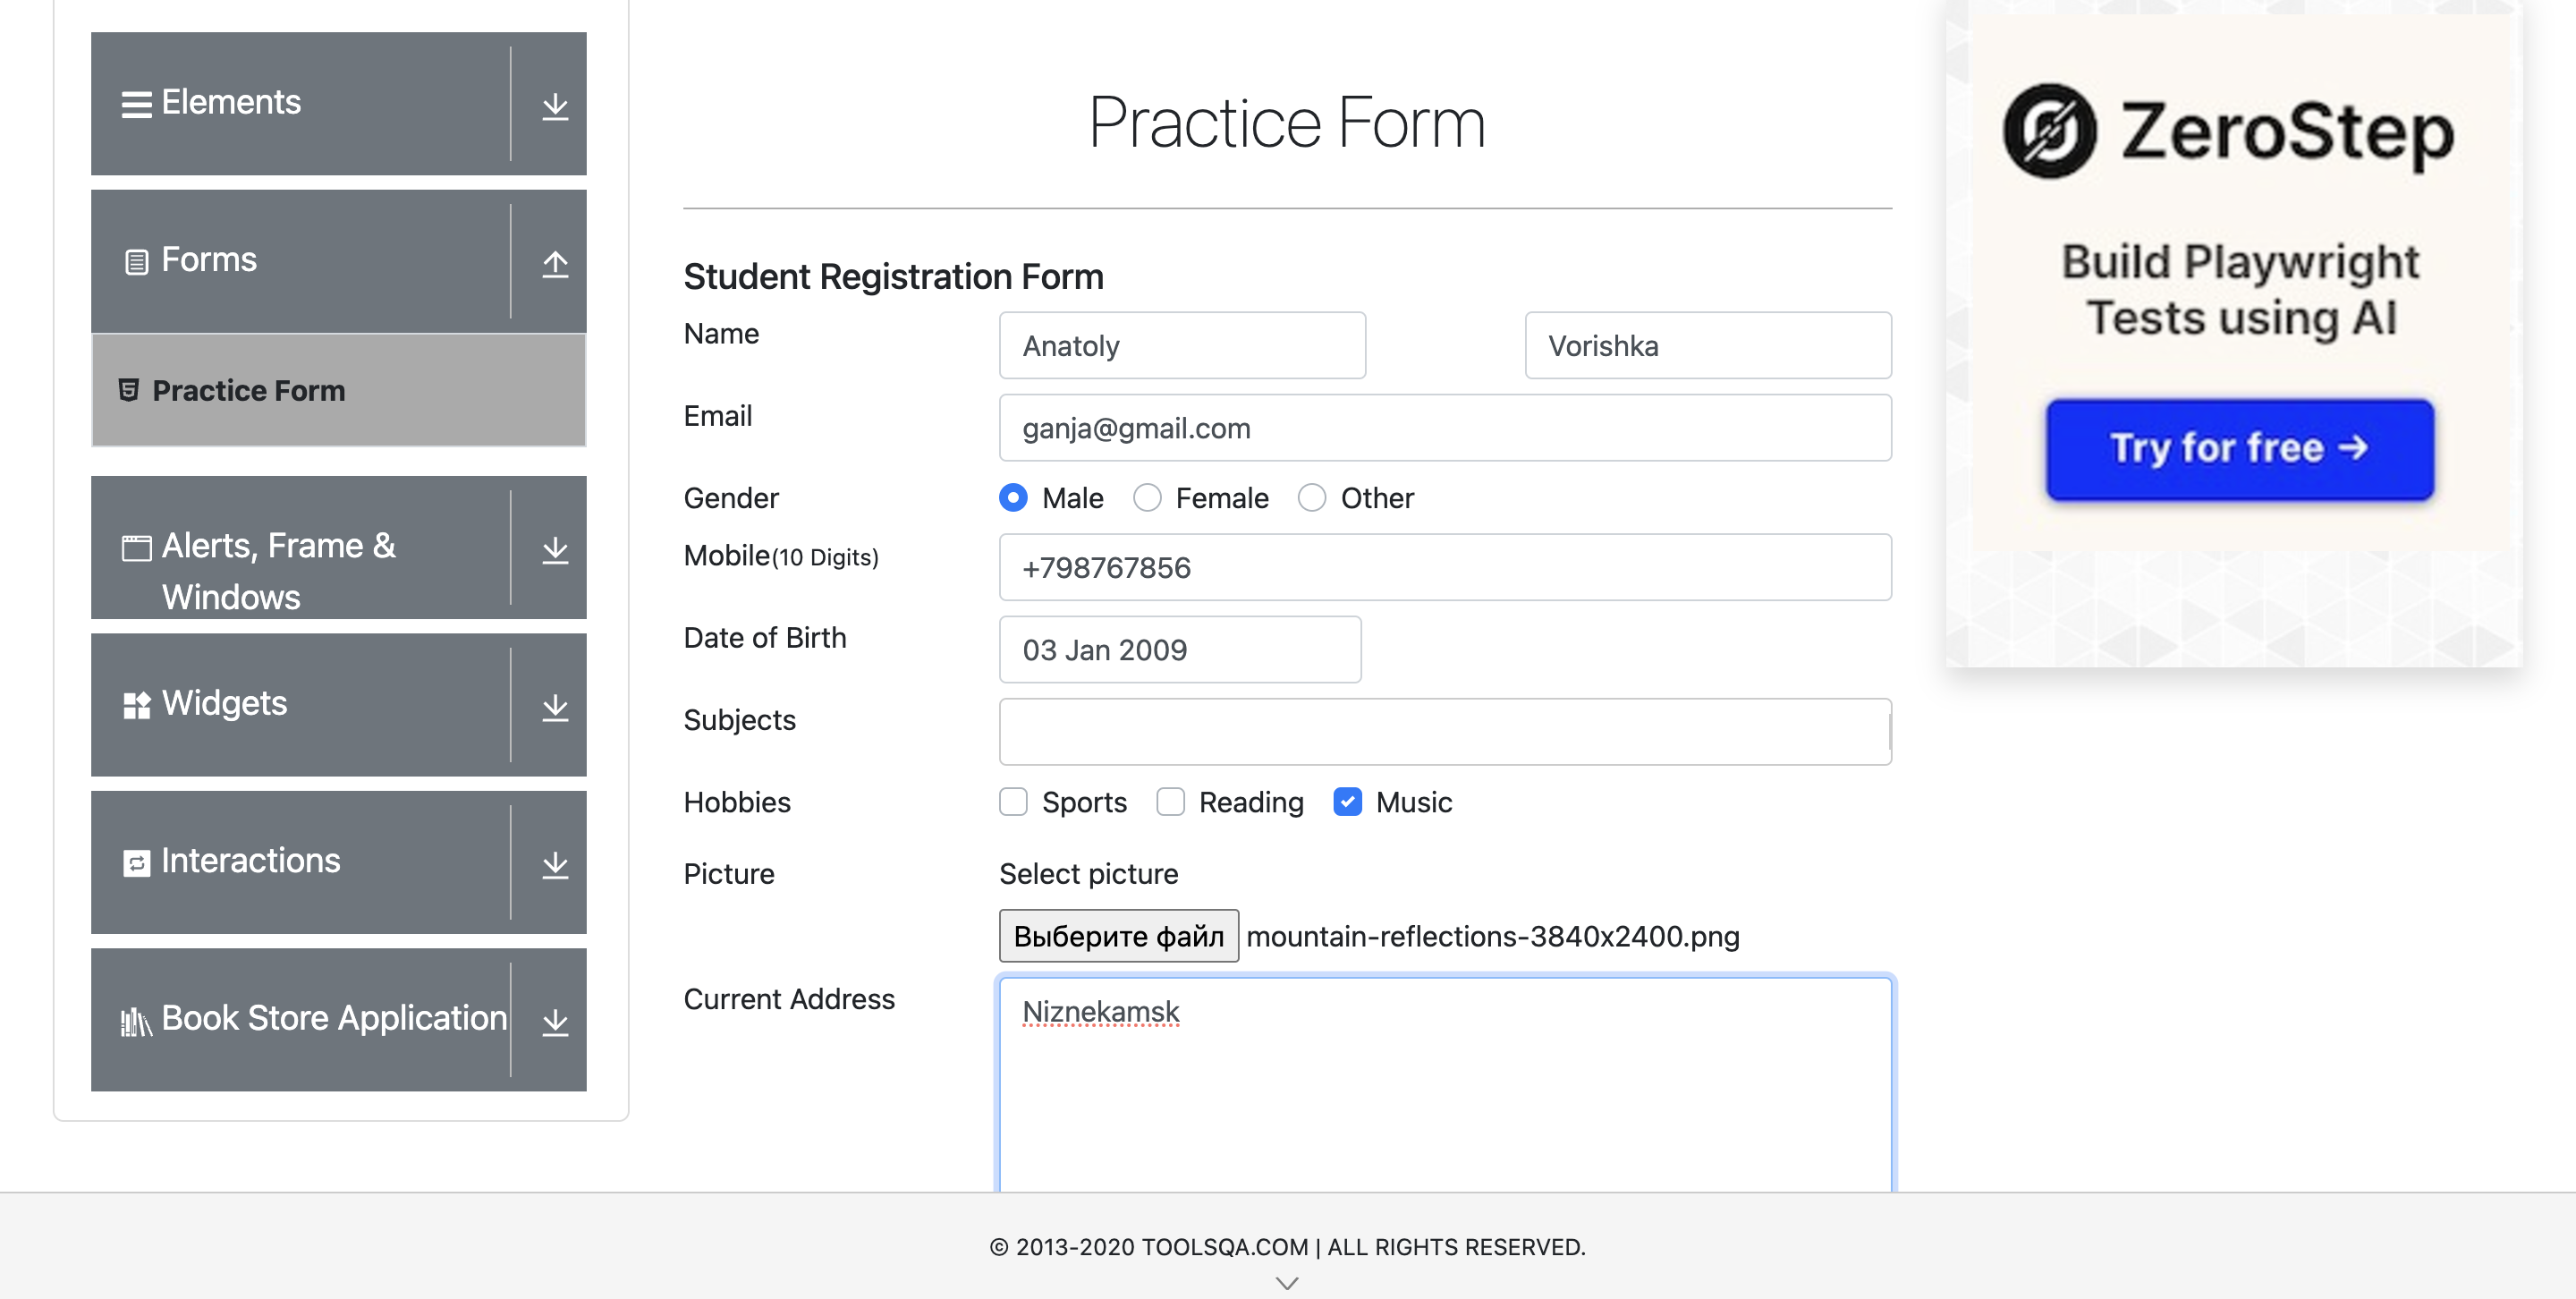 Elements
Forms
Practice Form
Alerts, Frame &
Windows
Widgets
Interactions
Book Store Application
Practice Form
Student Registration Form
Name Anatoly Vorishka
Email ganja@gmail.com
Gender Male Female Other
Mobile(10 Digits) +798767856
Date of Birth 03 Jan 2009
Subjects
Hobbies Sports Reading Music
Picture Select picture
Выберите файл mountain-reflections-3840x2400.png
Current Address Niznekamsk
ZeroStep
Build Playwright
Tests using AI
Try for free →
© 2013-2020 TOOLSQA.COM | ALL RIGHTS RESERVED.